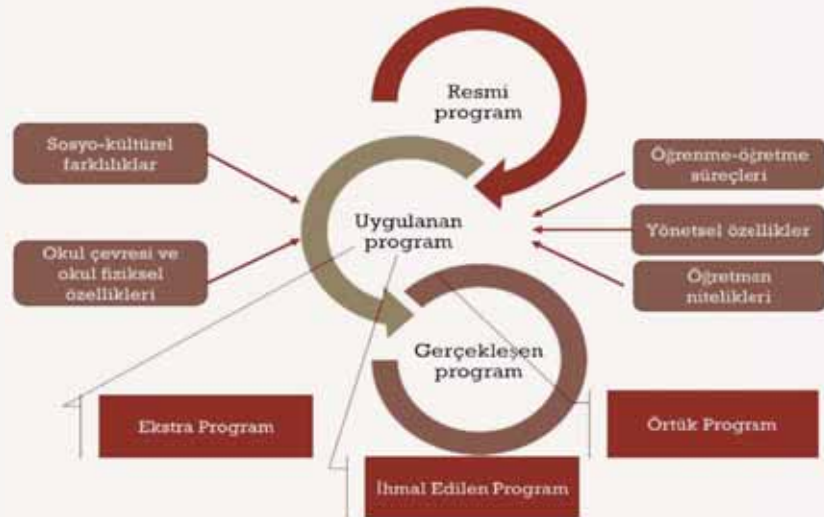 Resmi
program
Sosyo-kültürel
farklılıklar
Öğrenme-öğretme
süreçleri
Uygulanan
program
Yönetsel özellikler
Okul çevresi ve
okul fiziksel
özellikleri
Öğretman
nitelikleri
Gerçekleşen
program
Ekstra Program
Örtük Program
İhmal Edilen Program